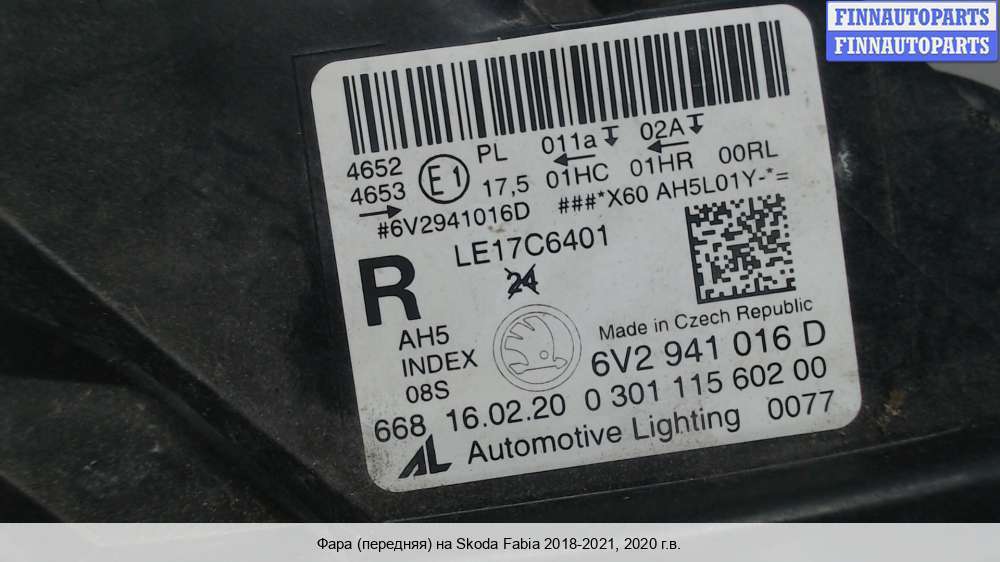 FINNAUTOPARTS
FINNAUTOPARTS
4652 E1 PL 011a 02A
4653 17,5 01HC 01HR 00RL
#6V2941016D ###*X60 AH5L01Y-*=
LE17C6401
R 24
AH5
INDEX
08S
Made in Czech Republic
6V2 941 016 D
668 16.02.20 0 301 115 602 00
AL Automotive Lighting 0077
Фара (передняя) на Skoda Fabia 2018-2021, 2020 г.в.